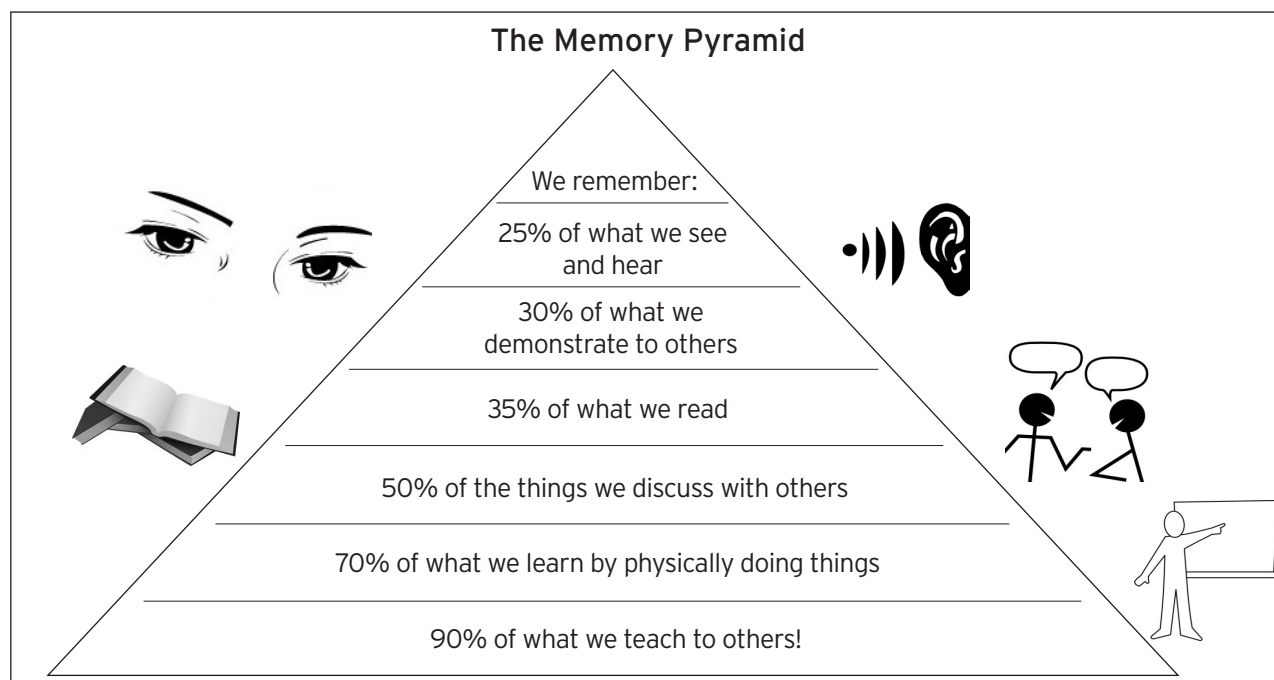 The Memory Pyramid
We remember:
25% of what we see
and hear
30% of what we
demonstrate to others
35% of what we read
50% of the things we discuss with others
70% of what we learn by physically doing things
90% of what we teach to others!